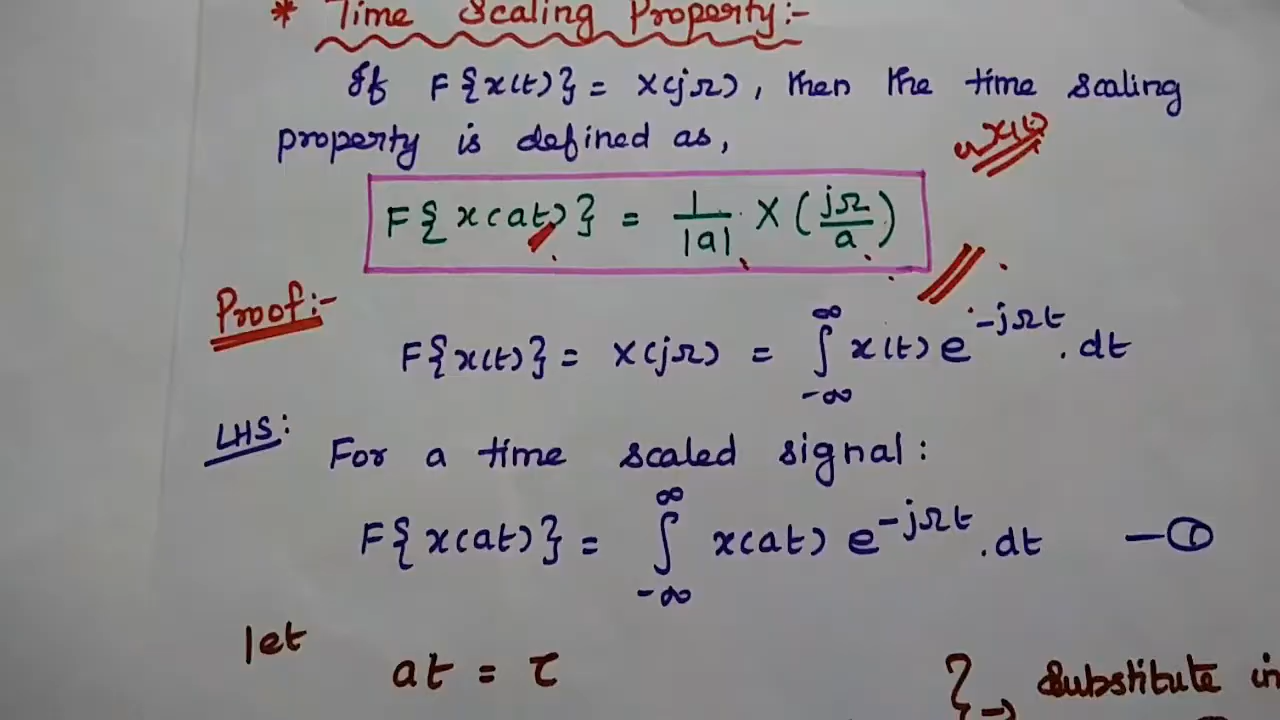 * Time Scaling Property:-
If F{x(t)} = X(jΩ), then the time scaling
property is defined as,
x(t)
F{x(at)} = 1/|a| X(jΩ/a)
Proof:-
F{x(t)} = X(jΩ) = ∫_{-∞}^{∞} x(t) e^{-jΩt}.dt
LHS:
For a time scaled signal:
F{x(at)} = ∫_{-∞}^{∞} x(at) e^{-jΩt}.dt —①
let
at = τ
} → Substitute in